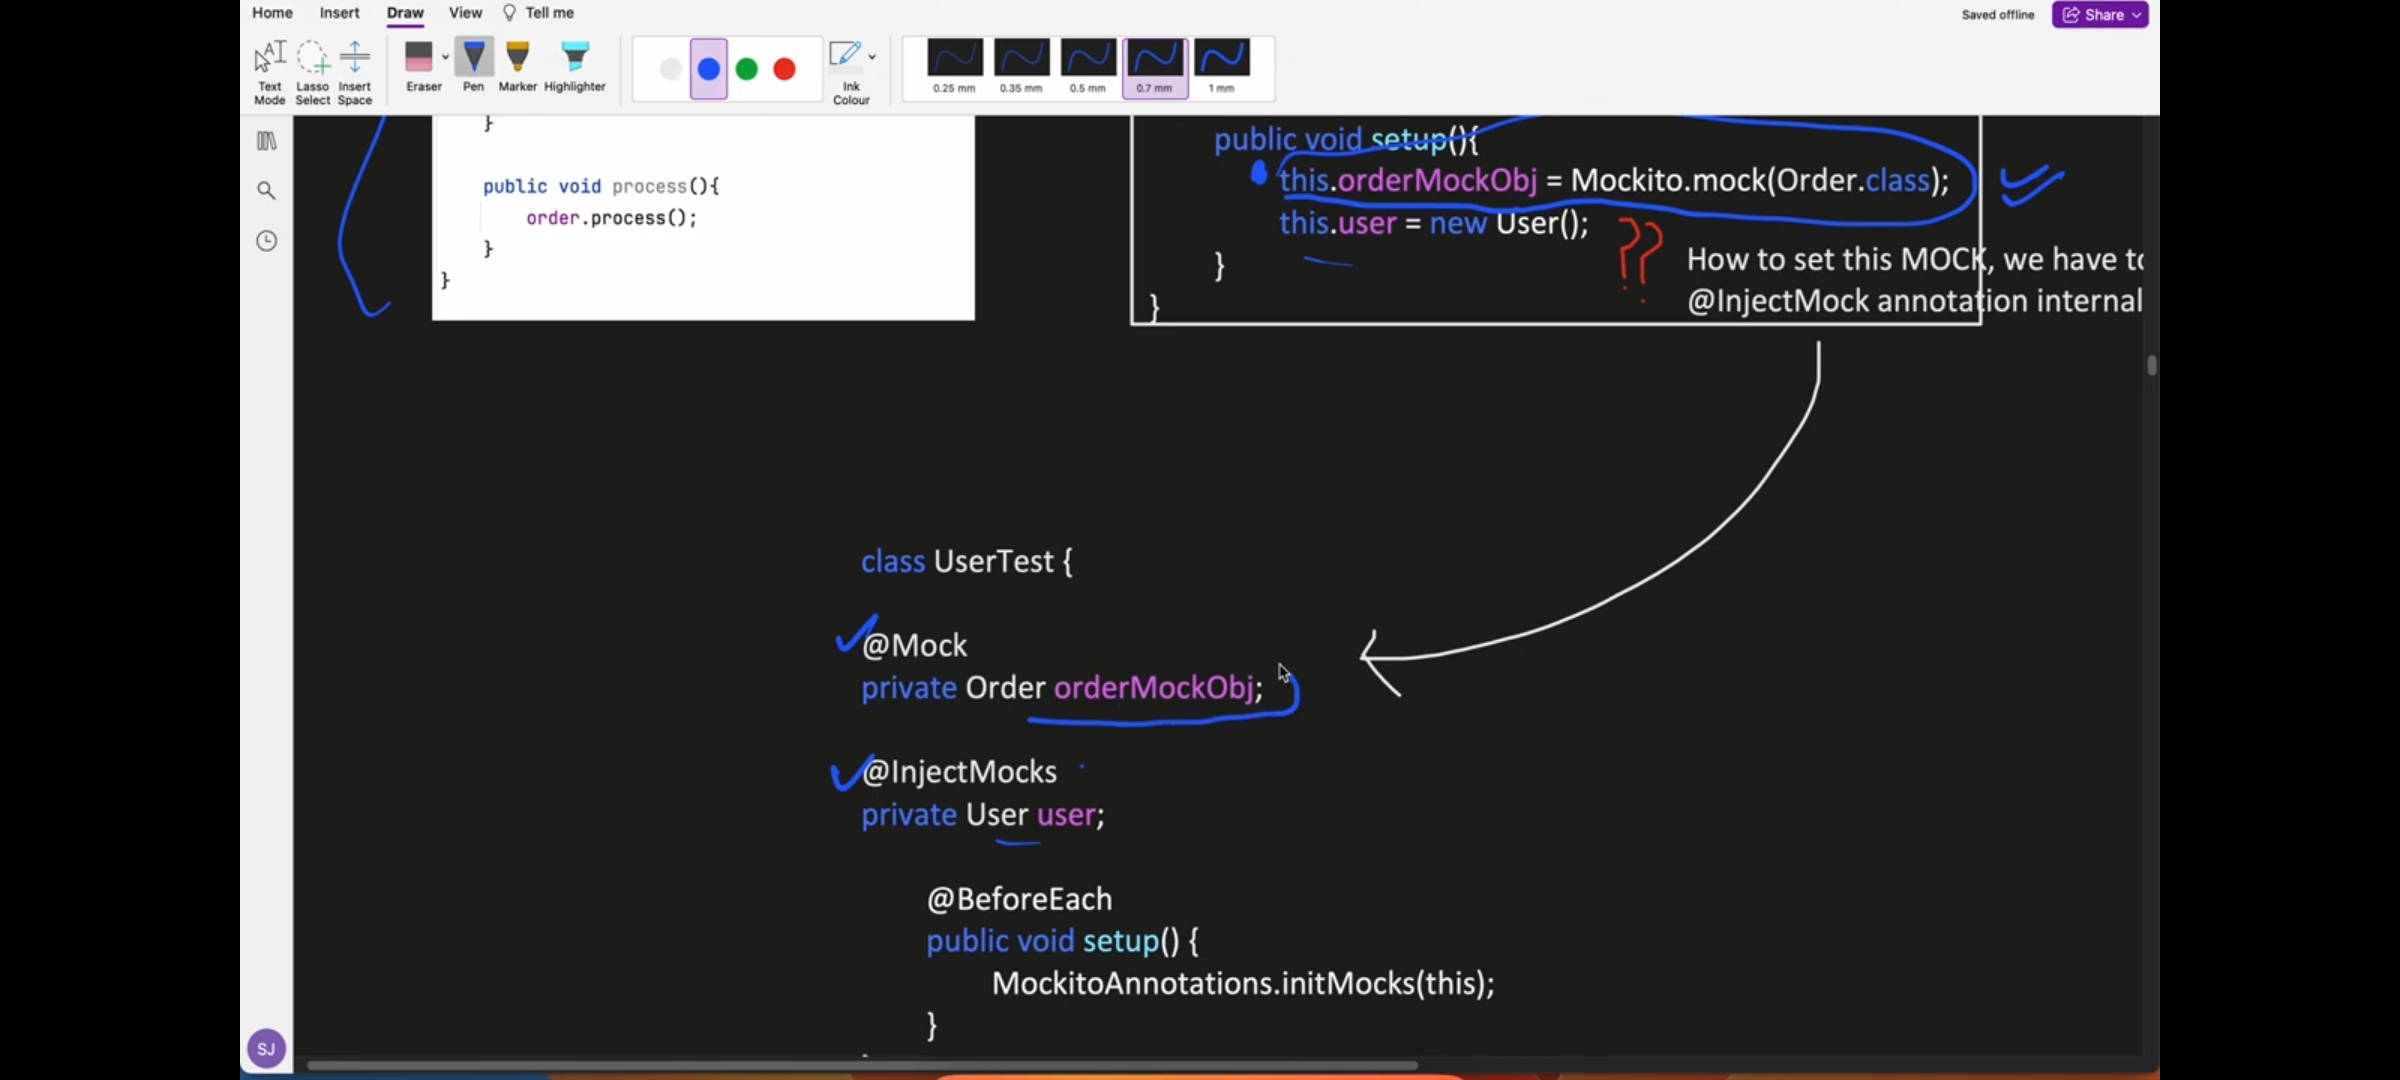 Home Insert Draw View Tell me
Saved offline Share
Text Mode
Lasso Select
Insert Space
Eraser
Pen
Marker
Highlighter
Ink Colour
0.25 mm
0.35 mm
0.5 mm
0.7 mm
1 mm
}
public void process(){
order.process();
}
}
public void setup(){
this.orderMockObj = Mockito.mock(Order.class);
this.user = new User();
??
}
How to set this MOCK, we have to
@InjectMock annotation internal
}
class UserTest {
@Mock
private Order orderMockObj;
@InjectMocks
private User user;
@BeforeEach
public void setup() {
MockitoAnnotations.initMocks(this);
}
SJ